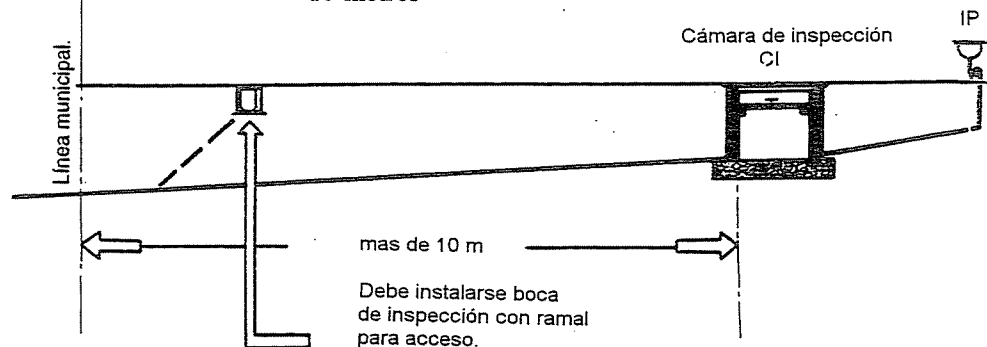 IP
Cámara de inspección
CI
Línea municipal.
mas de 10 m
Debe instalarse boca
de inspección con ramal
para acceso.